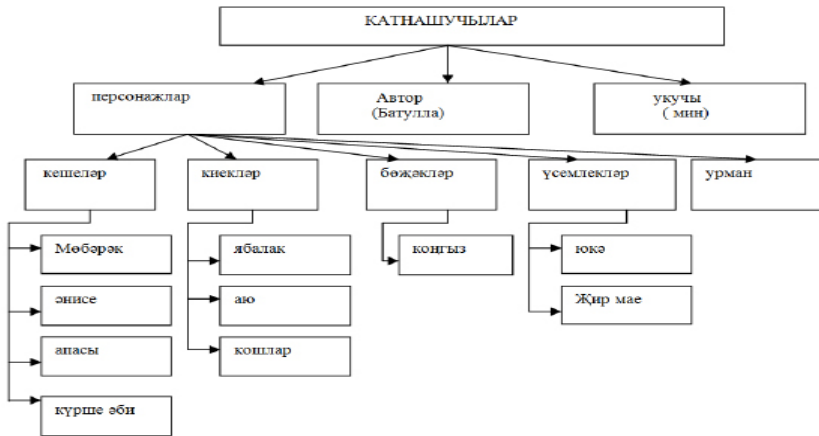 КАТНАШУЧЫЛАР
персонажлар
Автор
(Батулла)
укучы
( мин)
кешеләр
киекләр
бөҗәкләр
үсемлекләр
урман
Мөбәрәк
ябалак
коңгыз
юкә
әнисе
аю
Җир мае
апасы
кошлар
күрше әби